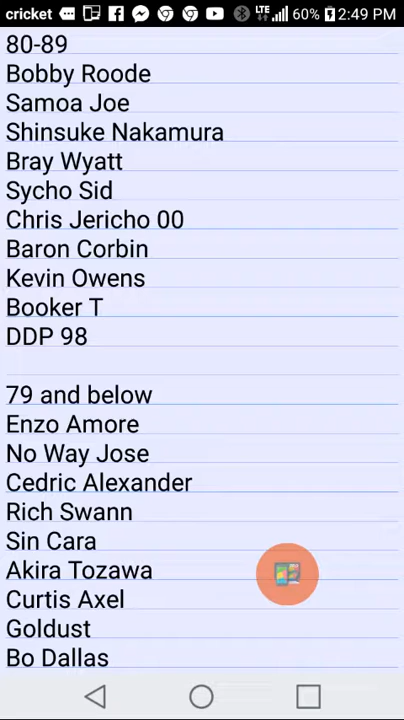 cricket LTE 60% 2:49 PM
80-89
Bobby Roode
Samoa Joe
Shinsuke Nakamura
Bray Wyatt
Sycho Sid
Chris Jericho 00
Baron Corbin
Kevin Owens
Booker T
DDP 98
79 and below
Enzo Amore
No Way Jose
Cedric Alexander
Rich Swann
Sin Cara
Akira Tozawa
Curtis Axel
Goldust
Bo Dallas